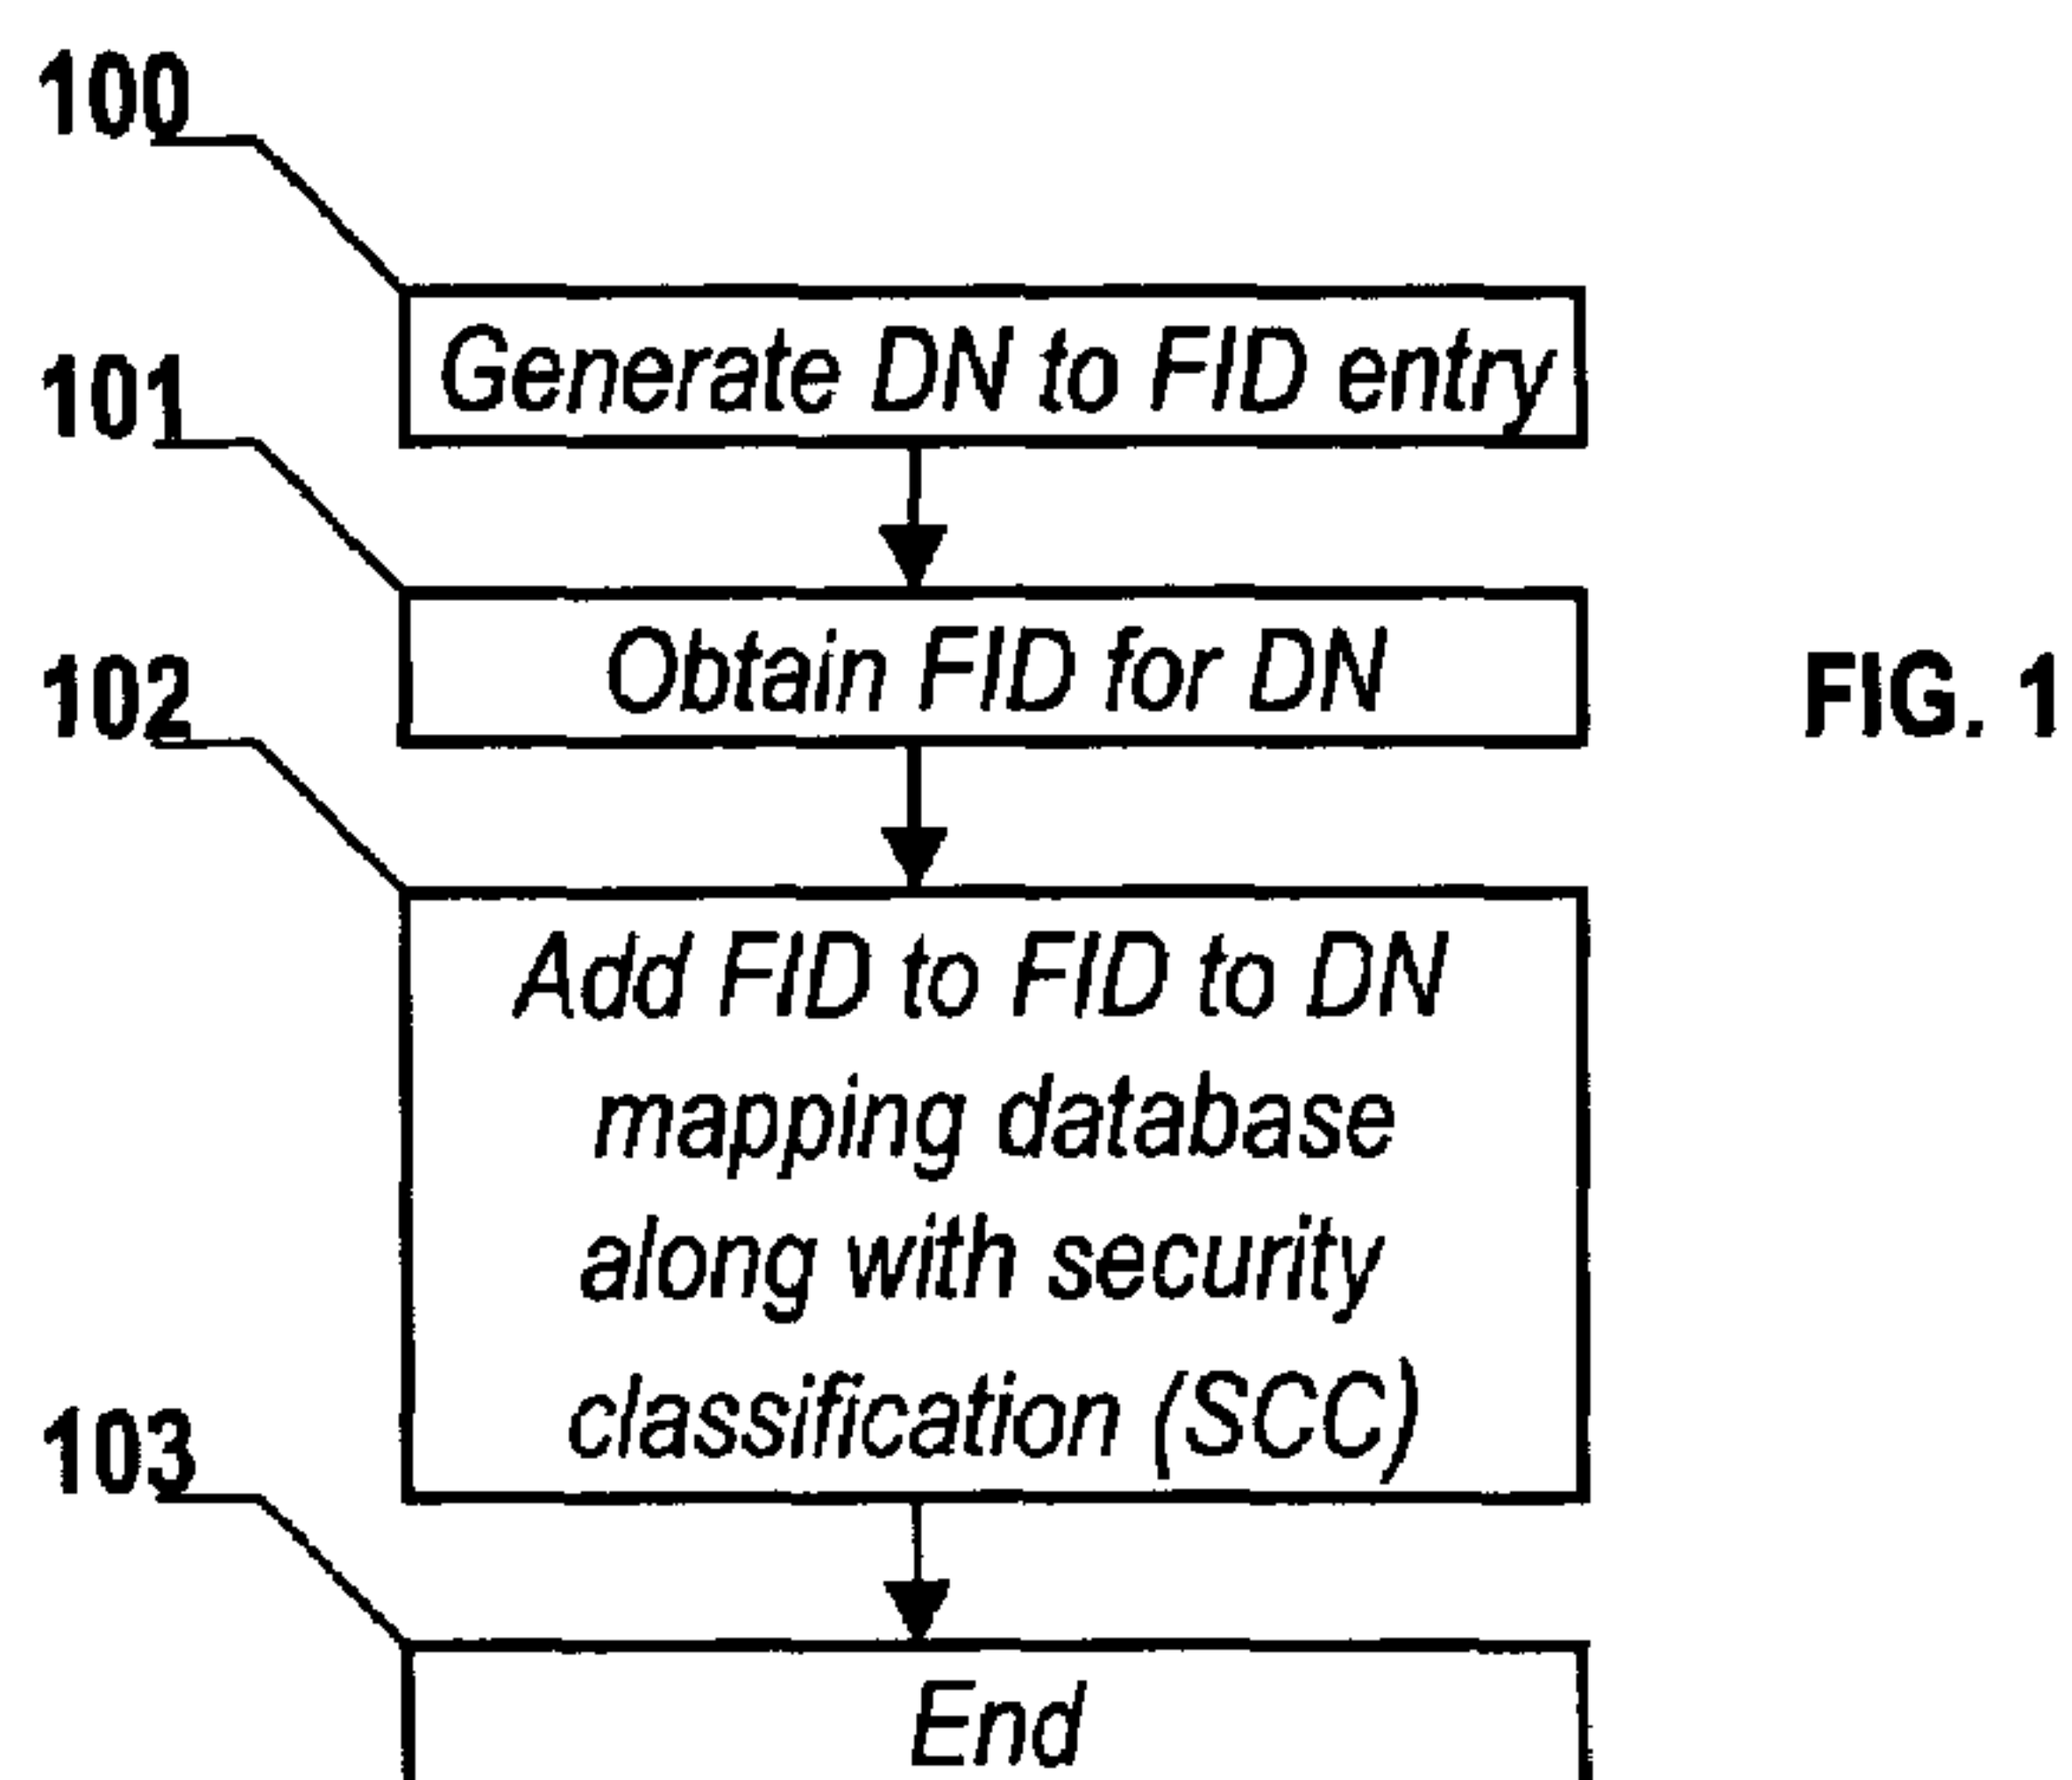 100
Generate DN to FID entry
101
Obtain FID for DN
102
FIG. 1
Add FID to FID to DN
mapping database
along with security
classification (SCC)
103
End